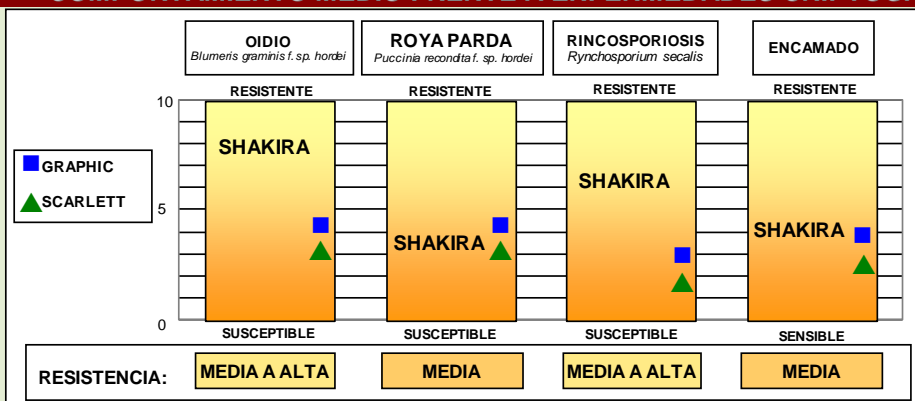 OIDIO
Blumeris graminis f. sp. hordei
ROYA PARDA
Puccinia recondita f. sp. hordei
RINCOSPORIOSIS
Rynchosporium secalis
ENCAMADO
RESISTENTE
RESISTENTE
RESISTENTE
RESISTENTE
10
5
0
GRAPHIC
SCARLETT
SHAKIRA
SHAKIRA
SHAKIRA
SHAKIRA
SUSCEPTIBLE
SUSCEPTIBLE
SUSCEPTIBLE
SENSIBLE
RESISTENCIA:
MEDIA A ALTA
MEDIA
MEDIA A ALTA
MEDIA